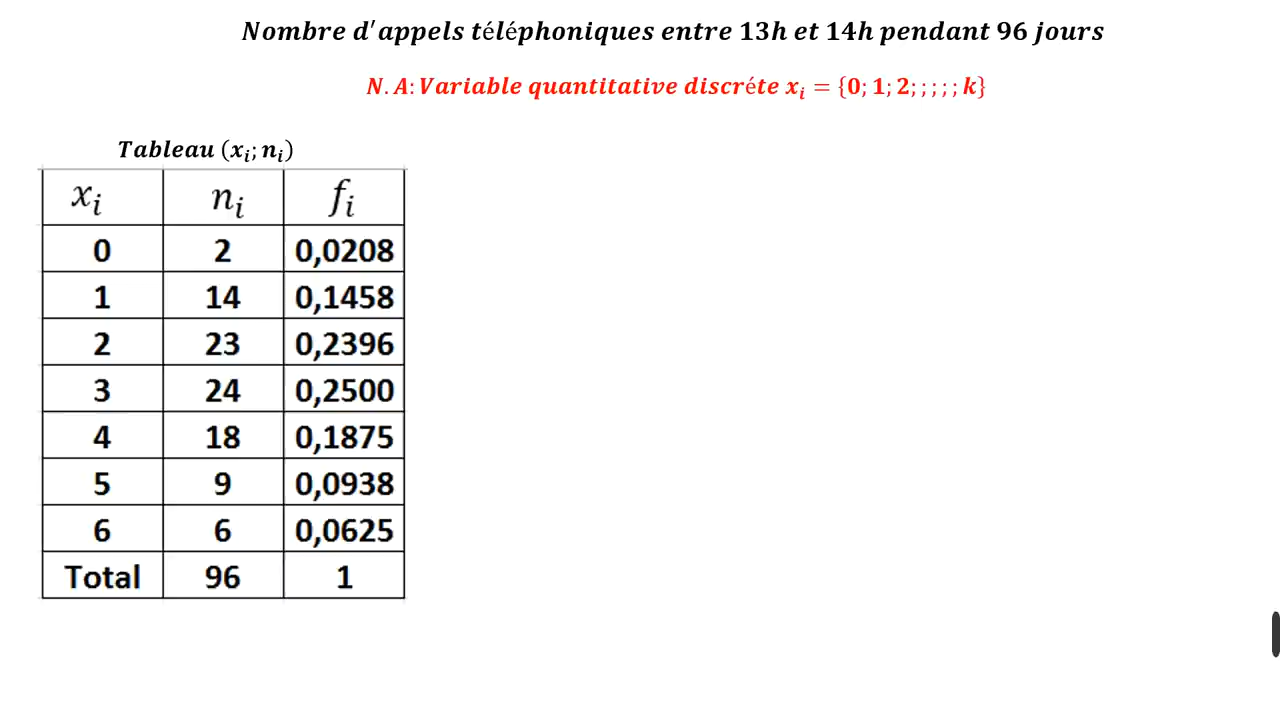 Nombre d'appels téléphoniques entre 13h et 14h pendant 96 jours
N.A:Variable quantitative discréte xᵢ = {0;1;2;;;;;k}
Tableau (xᵢ;nᵢ)
xᵢ nᵢ fᵢ
0 2 0,0208
1 14 0,1458
2 23 0,2396
3 24 0,2500
4 18 0,1875
5 9 0,0938
6 6 0,0625
Total 96 1